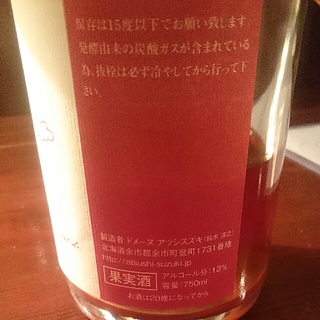 保存は15度以下でお願い致します
発酵由来の炭酸ガスが含まれている
為、抜栓は必ず冷やしてから行って下
さい。
製造者 ドメーヌ アツシスズキ (鈴木 淳之)
北海道余市郡余市町登町1731番地
http://atsushi-suzuki.jp/
果実酒
アルコール分:13%
容量:750ml
お酒は20歳になってから